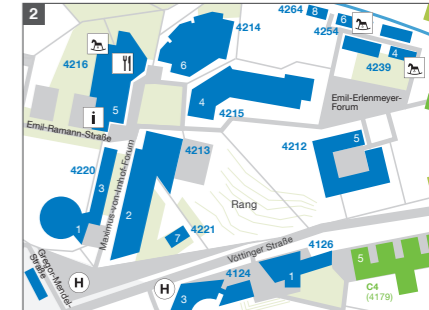 2
4264
8
6
4254
4214
4216
6
4
4239
5
4
4215
Emil-Erlenmeyer-
Forum
i
Emil-Ramann-Straße
4213
4212
5
4220
3
Maximus-von-Imhof-Forum
2
Rang
1
7
4221
Vöttinger Straße
4126
Gregor-Mendel-
Straße
H
H
4124
3
1
5
C4
(4179)